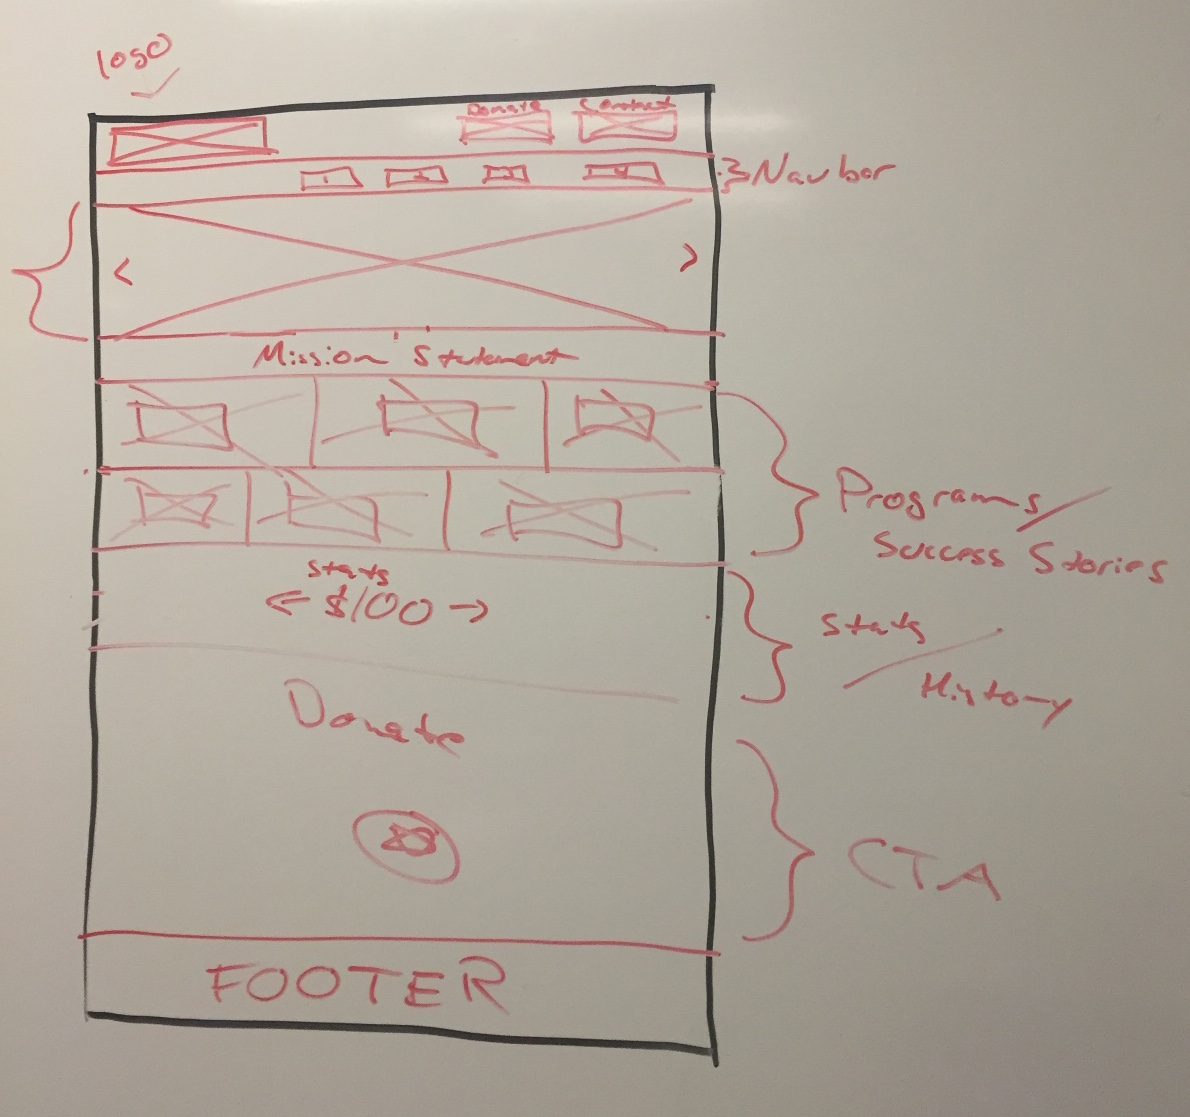 logo
Donate
Contact
Navbar
Mission Statement
Programs/
Success Stories
Stats
← $100 →
Stats
/
History
Donate
CTA
FOOTER